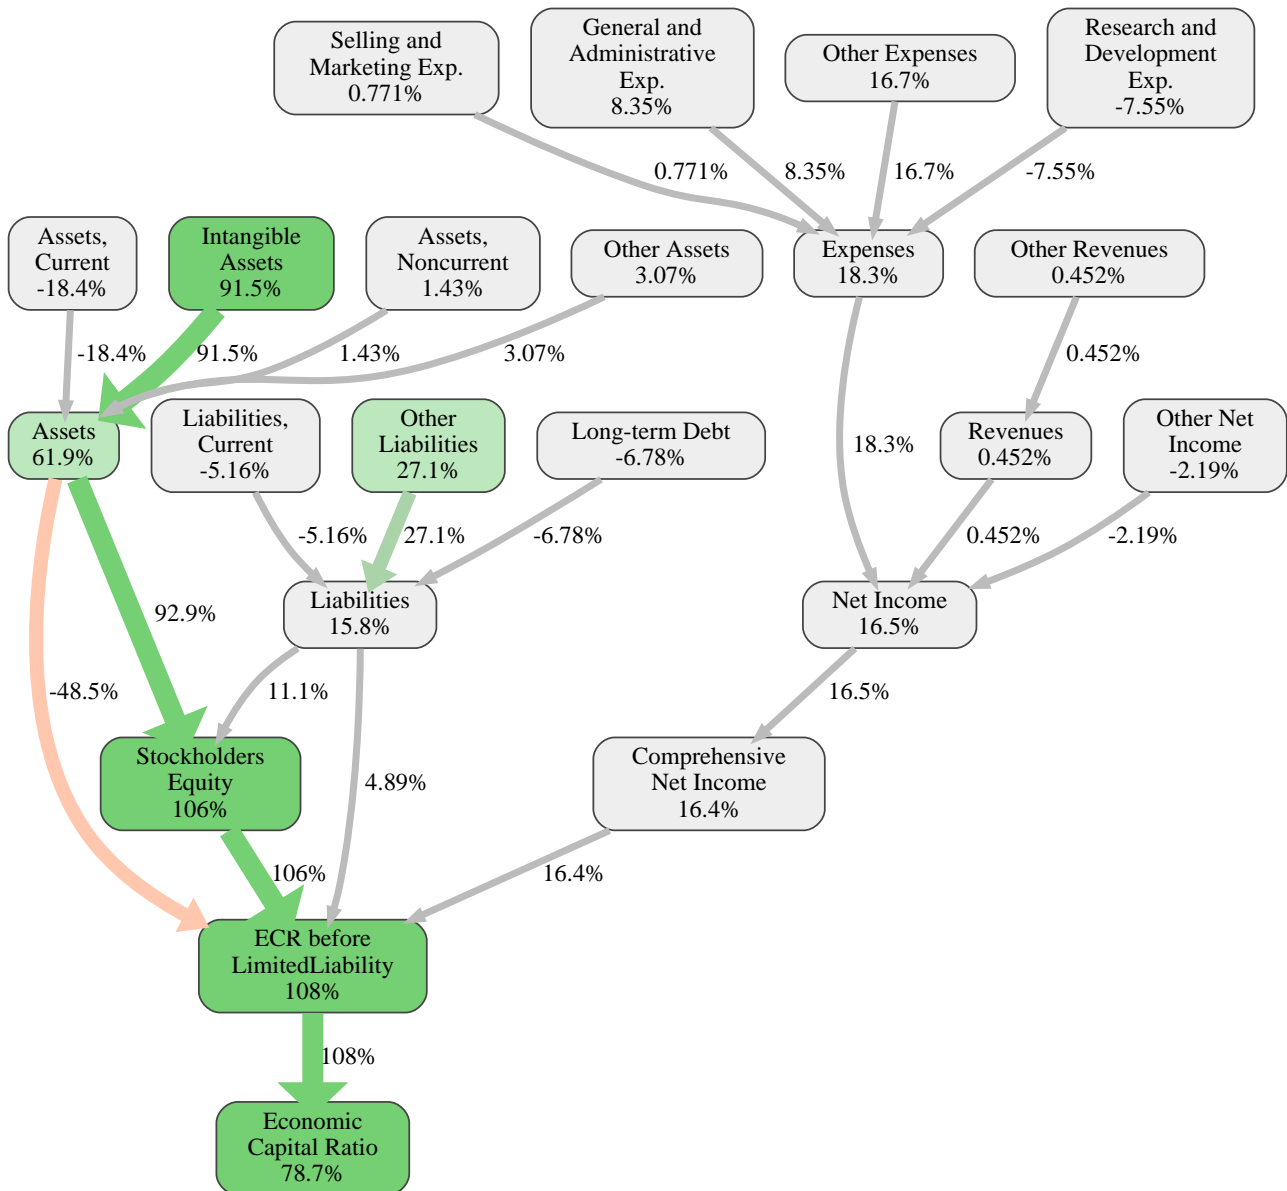 Selling and
Marketing Exp.
0.771%
General and
Administrative
Exp.
8.35%
Other Expenses
16.7%
Research and
Development
Exp.
-7.55%
0.771%
8.35%
16.7%
-7.55%
Assets,
Current
-18.4%
Intangible
Assets
91.5%
Assets,
Noncurrent
1.43%
Other Assets
3.07%
Expenses
18.3%
Other Revenues
0.452%
-18.4%
91.5%
1.43%
3.07%
0.452%
Assets
61.9%
Liabilities,
Current
-5.16%
Other
Liabilities
27.1%
Long-term Debt
-6.78%
18.3%
Revenues
0.452%
Other Net
Income
-2.19%
-5.16%
27.1%
-6.78%
0.452%
-2.19%
92.9%
Liabilities
15.8%
Net Income
16.5%
-48.5%
11.1%
16.5%
Stockholders
Equity
106%
4.89%
Comprehensive
Net Income
16.4%
106%
16.4%
ECR before
LimitedLiability
108%
108%
Economic
Capital Ratio
78.7%